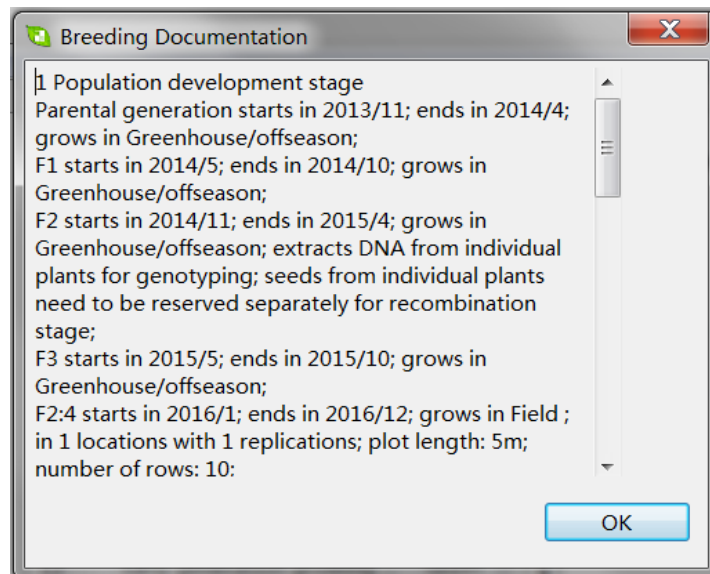 Breeding Documentation
1 Population development stage
Parental generation starts in 2013/11; ends in 2014/4;
grows in Greenhouse/offseason;
F1 starts in 2014/5; ends in 2014/10; grows in
Greenhouse/offseason;
F2 starts in 2014/11; ends in 2015/4; grows in
Greenhouse/offseason; extracts DNA from individual
plants for genotyping; seeds from individual plants
need to be reserved separately for recombination
stage;
F3 starts in 2015/5; ends in 2015/10; grows in
Greenhouse/offseason;
F2:4 starts in 2016/1; ends in 2016/12; grows in Field ;
in 1 locations with 1 replications; plot length: 5m;
number of rows: 10:
OK